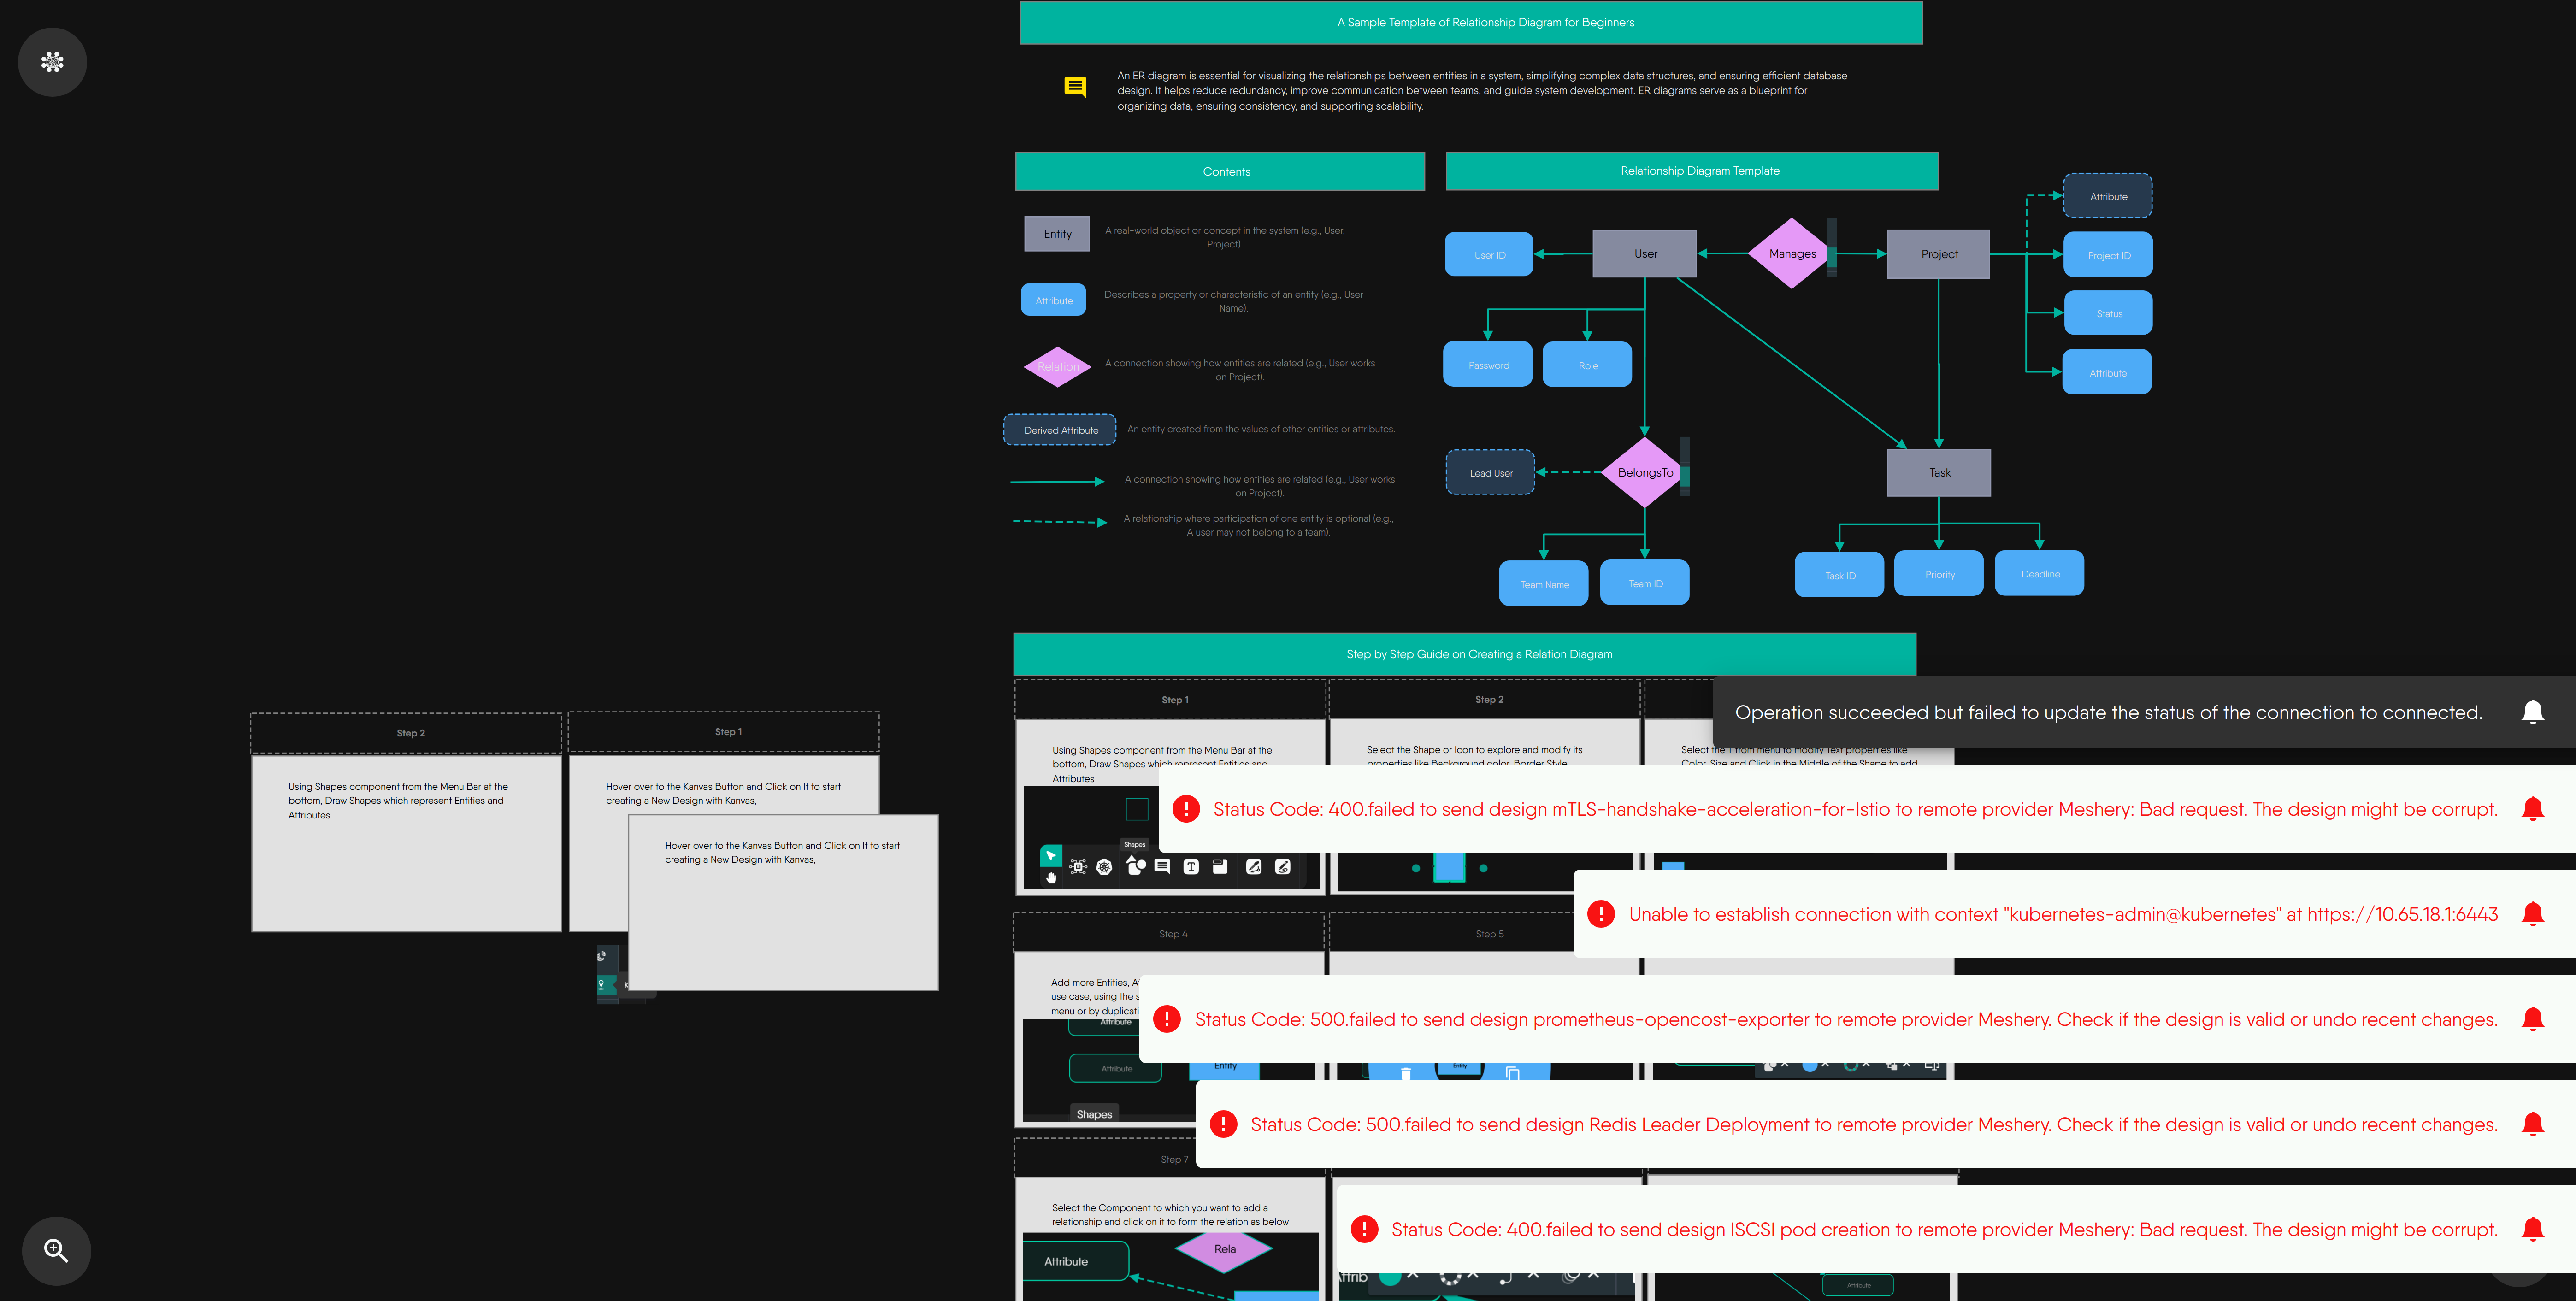 A Sample Template of Relationship Diagram for Beginners
An ER diagram is essential for visualizing the relationships between entities in a system, simplifying complex data structures, and ensuring efficient database
design. It helps reduce redundancy, improve communication between teams, and guide system development. ER diagrams serve as a blueprint for
organizing data, ensuring consistency, and supporting scalability.
Contents
Entity
A real-world object or concept in the system (e.g., User,
Project).
Attribute
Describes a property or characteristic of an entity (e.g., User
Name).
Relation
A connection showing how entities are related (e.g., User works
on Project).
Derived Attribute
An entity created from the values of other entities or attributes.
A connection showing how entities are related (e.g., User works
on Project).
A relationship where participation of one entity is optional (e.g.,
A user may not belong to a team).
Relationship Diagram Template
Attribute
User ID
User
Manages
Project
Project ID
Status
Password
Role
Attribute
Lead User
BelongsTo
Task
Team Name
Team ID
Task ID
Priority
Deadline
Step by Step Guide on Creating a Relation Diagram
Step 2
Using Shapes component from the Menu Bar at the
bottom, Draw Shapes which represent Entities and
Attributes
Step 1
Hover over to the Kanvas Button and Click on It to start
creating a New Design with Kanvas,
Hover over to the Kanvas Button and Click on It to start
creating a New Design with Kanvas,
K
Step 1
Using Shapes component from the Menu Bar at the
bottom, Draw Shapes which represent Entities and
Attributes
Shapes
T
Step 2
Select the Shape or Icon to explore and modify its
properties like Background color, Border Style,
Select the T from menu to modify Text properties like
Color, Size and Click in the Middle of the Shape to add
Operation succeeded but failed to update the status of the connection to connected.
Status Code: 400.failed to send design mTLS-handshake-acceleration-for-Istio to remote provider Meshery: Bad request. The design might be corrupt.
Unable to establish connection with context "kubernetes-admin@kubernetes" at https://10.65.18.1:6443
Step 4
Add more Entities, A
use case, using the s
menu or by duplicati
Attribute
Attribute
Entity
Shapes
Step 5
Entity
Status Code: 500.failed to send design prometheus-opencost-exporter to remote provider Meshery. Check if the design is valid or undo recent changes.
Status Code: 500.failed to send design Redis Leader Deployment to remote provider Meshery. Check if the design is valid or undo recent changes.
Step 7
Select the Component to which you want to add a
relationship and click on it to form the relation as below
Attribute
Rela
Status Code: 400.failed to send design ISCSI pod creation to remote provider Meshery: Bad request. The design might be corrupt.
Attrib
Attribute